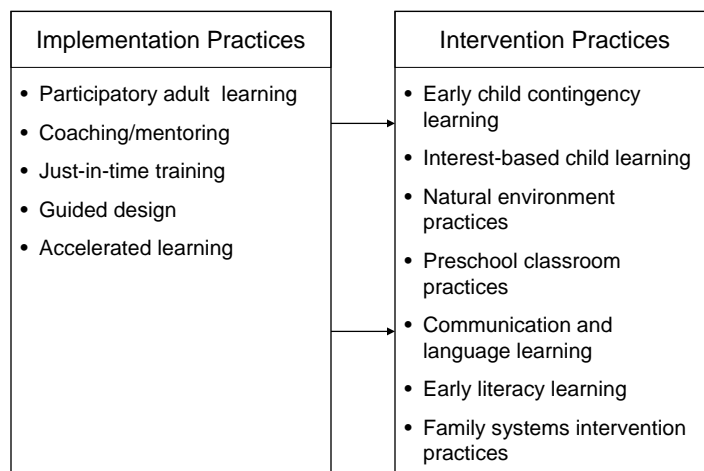 Implementation Practices
• Participatory adult learning
• Coaching/mentoring
• Just-in-time training
• Guided design
• Accelerated learning
Intervention Practices
• Early child contingency
learning
• Interest-based child learning
• Natural environment
practices
• Preschool classroom
practices
• Communication and
language learning
• Early literacy learning
• Family systems intervention
practices